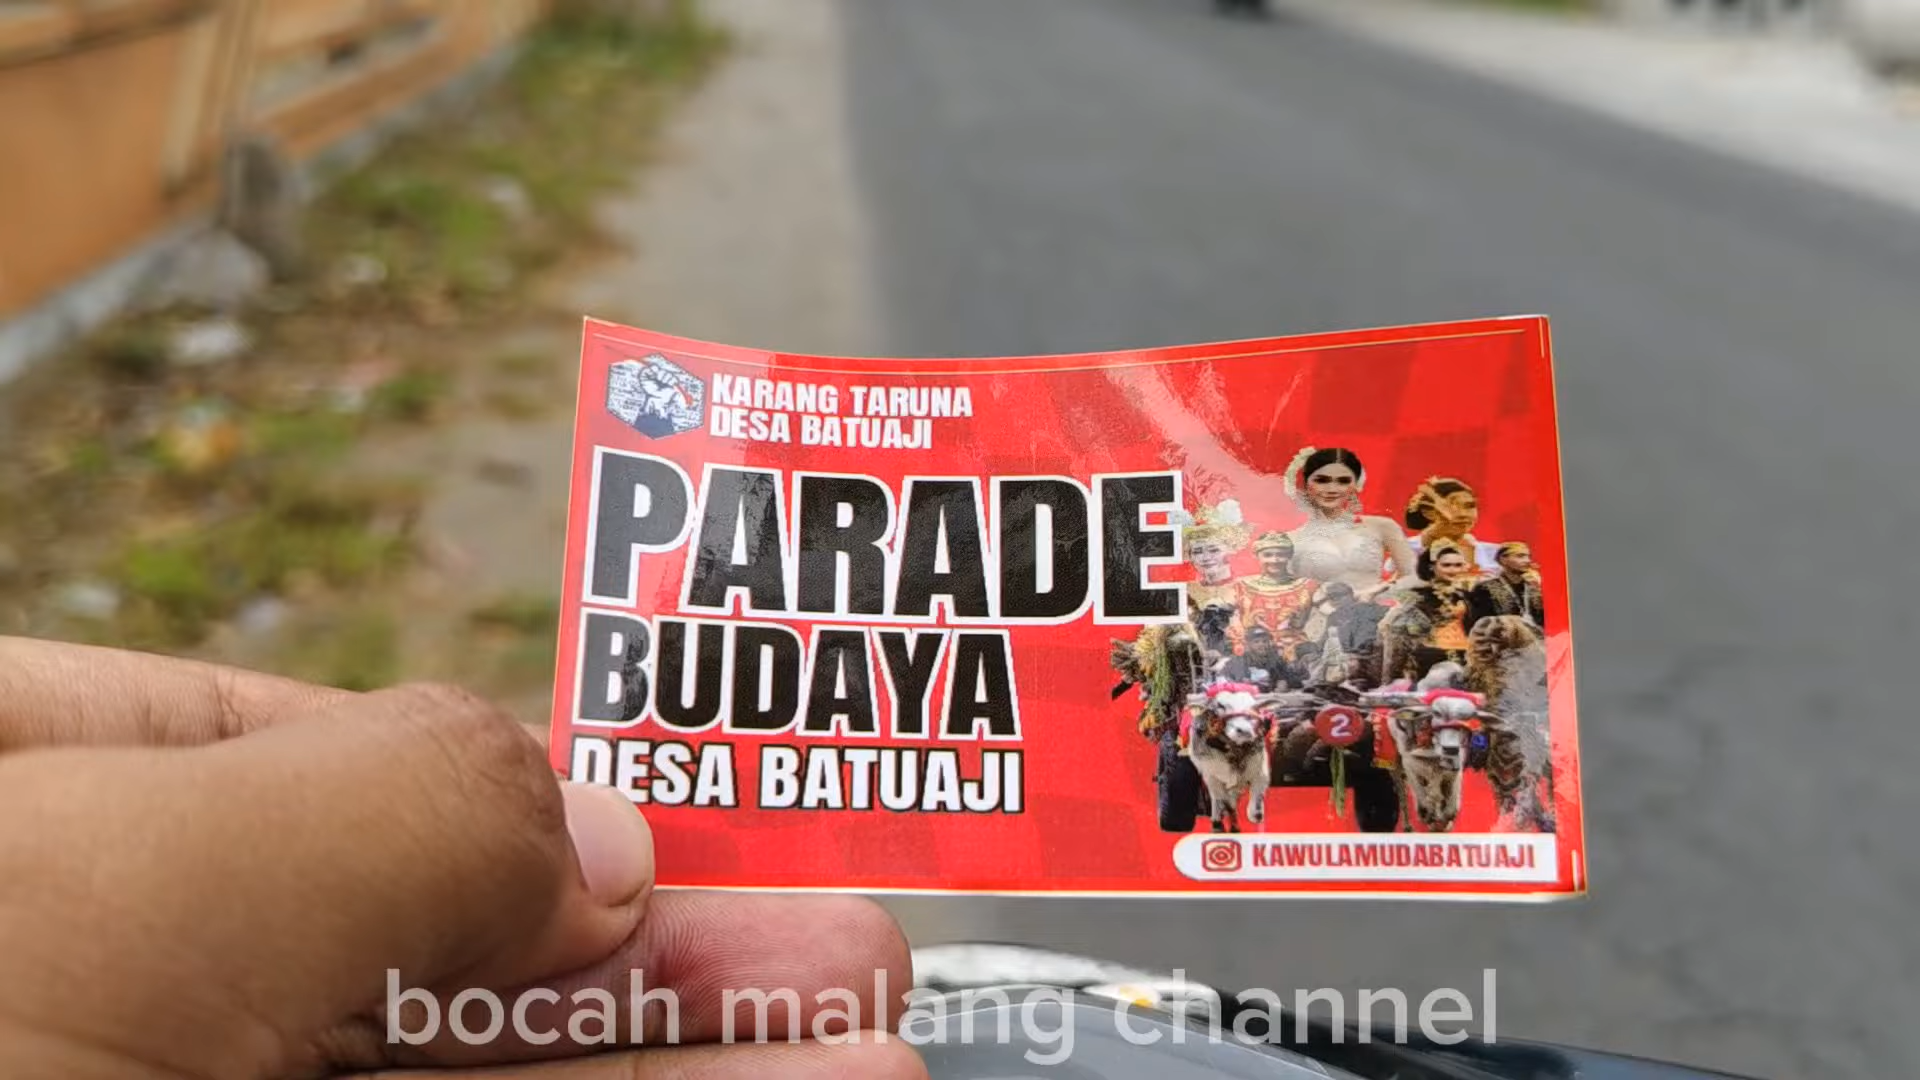 KARANG TARUNA
DESA BATUAJI
PARADE
BUDAYA
DESA BATUAJI
2
KAWULAMUDABATUAJI
bocah malang channel